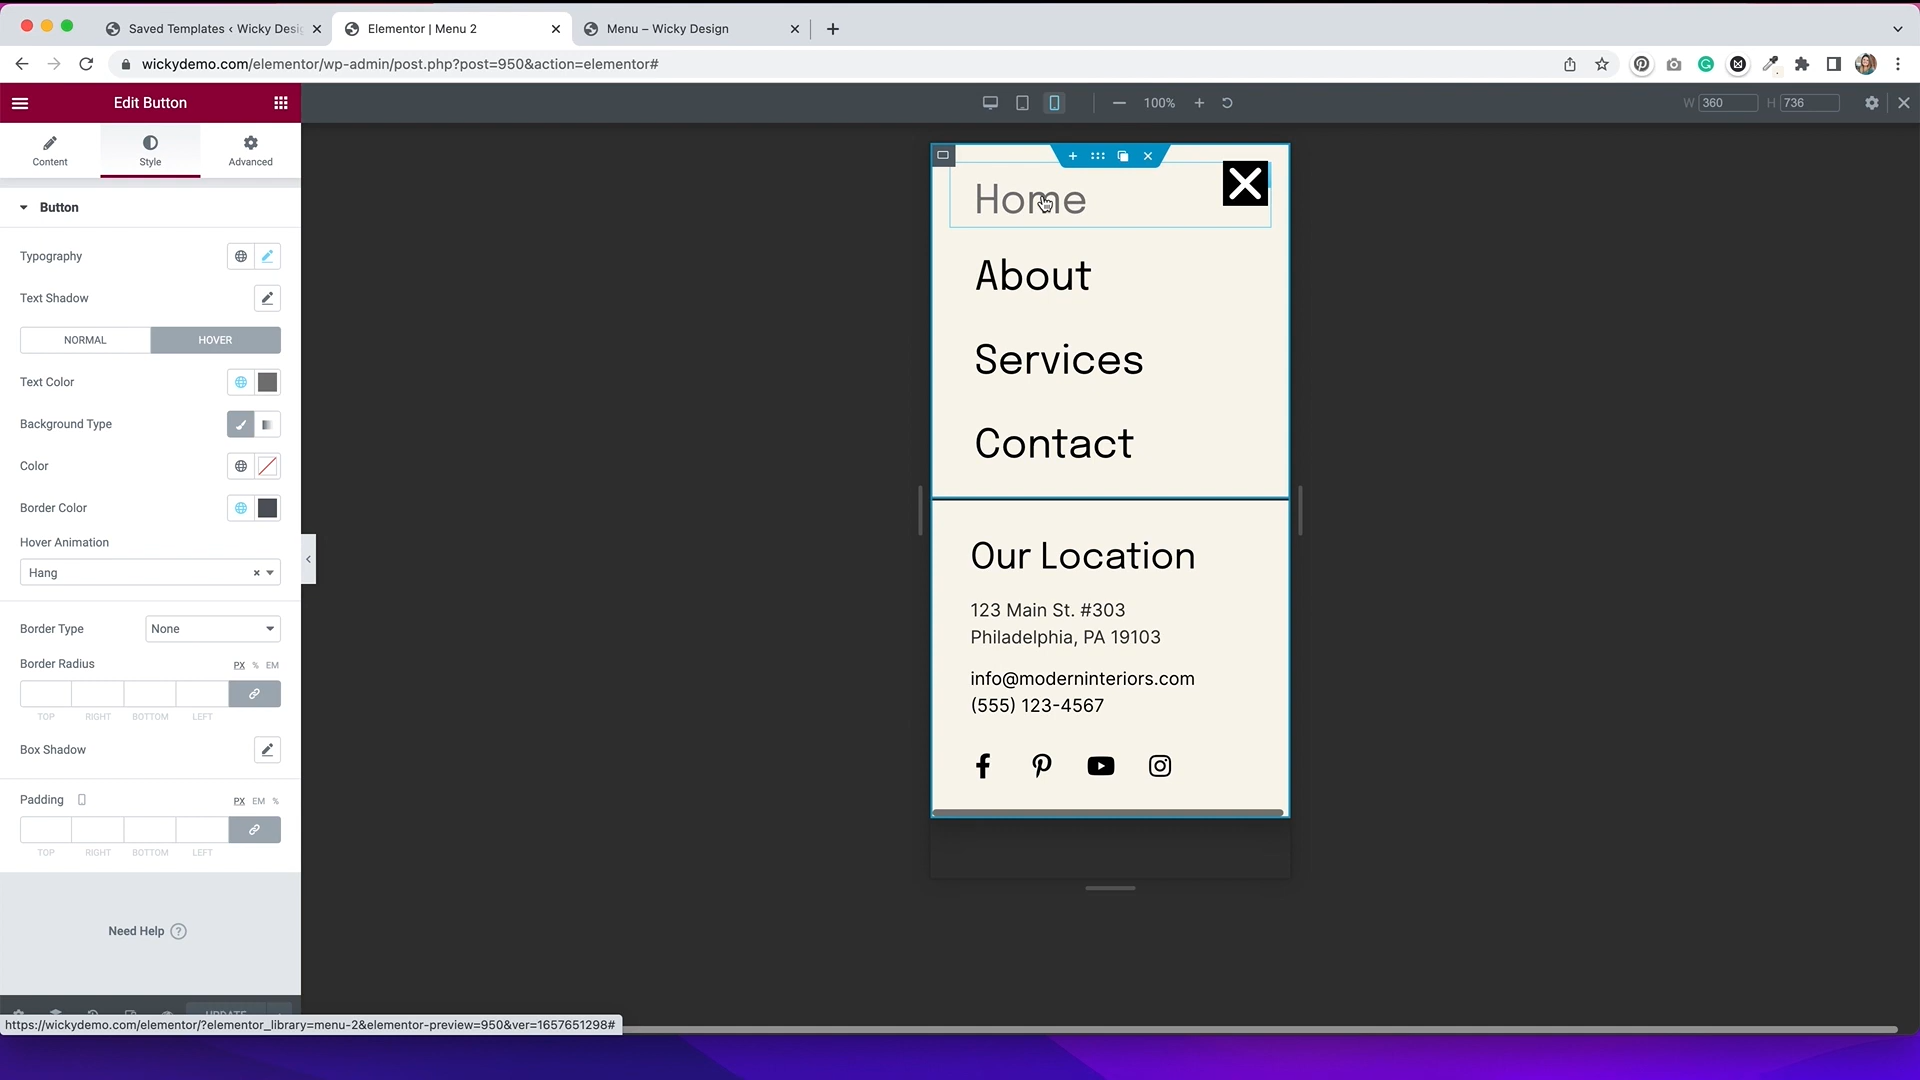 Saved Templates ‹ Wicky Desi
Elementor | Menu 2
Menu – Wicky Design
wickydemo.com/elementor/wp-admin/post.php?post=950&action=elementor#
Edit Button
100%
W 360
H 736
Content
Style
Advanced
Button
Typography
Text Shadow
NORMAL
HOVER
Text Color
Background Type
Color
Border Color
Hover Animation
Hang
Border Type
None
Border Radius
PX % EM
TOP RIGHT BOTTOM LEFT
Box Shadow
Padding
PX EM %
TOP RIGHT BOTTOM LEFT
Need Help ?
UPDATE
https://wickydemo.com/elementor/?elementor_library=menu-2&elementor-preview=950&ver=1657651298#
Home
About
Services
Contact
Our Location
123 Main St. #303
Philadelphia, PA 19103
info@moderninteriors.com
(555) 123-4567